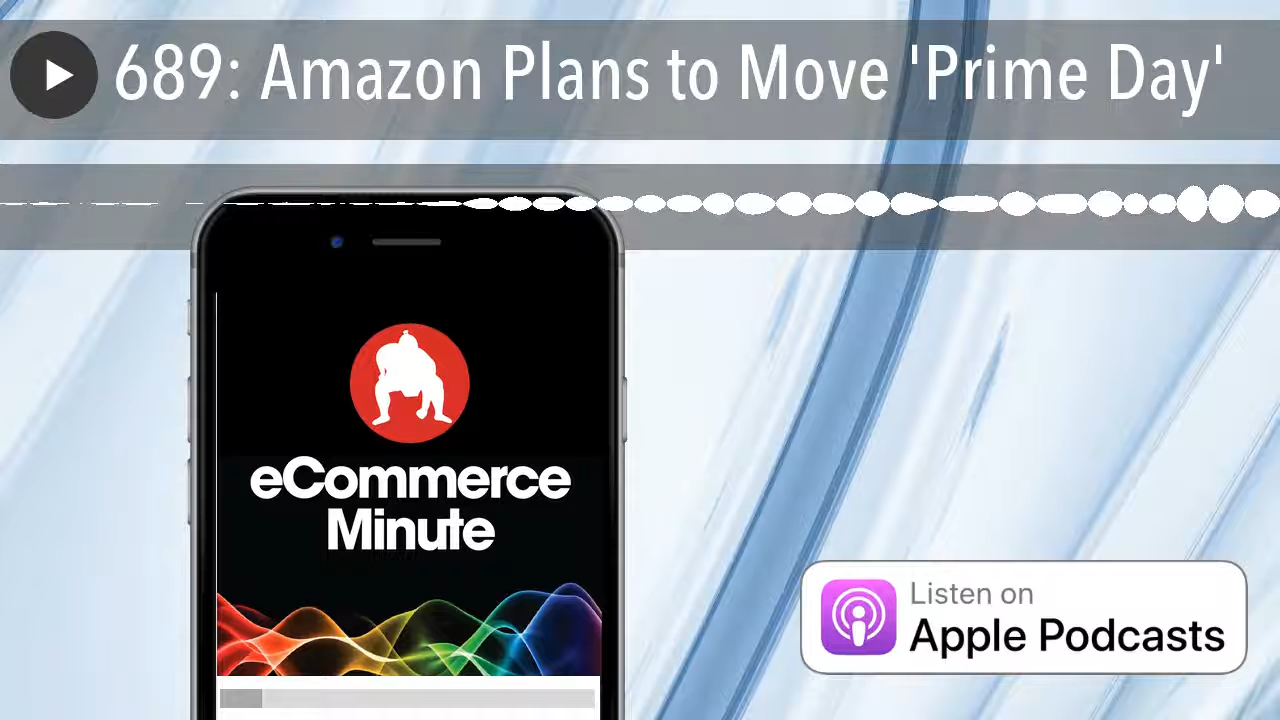 689: Amazon Plans to Move 'Prime Day'
eCommerce
Minute
Listen on
Apple Podcasts